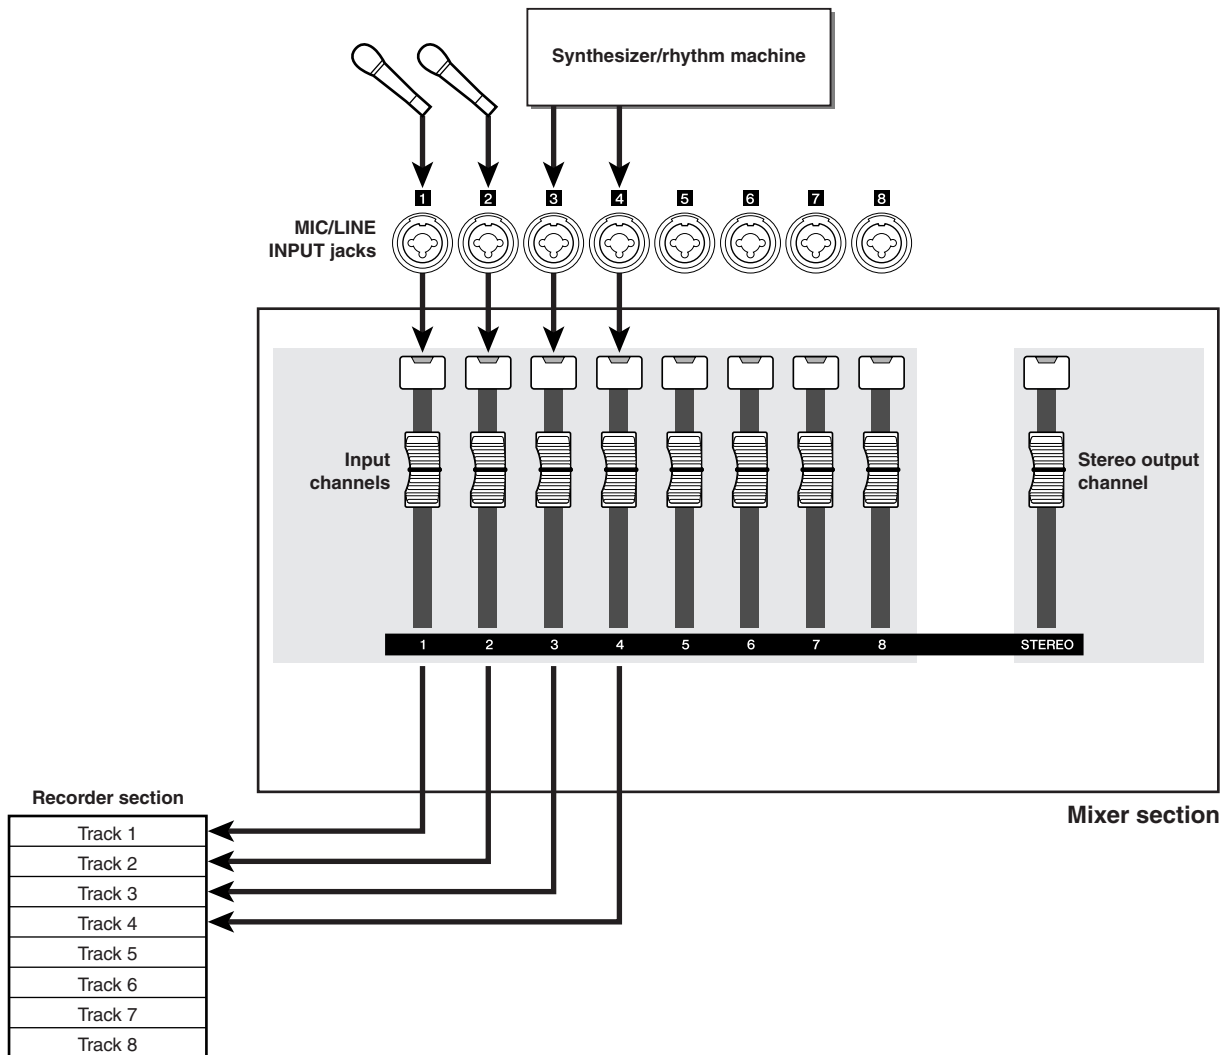 Synthesizer/rhythm machine
1 2 3 4 5 6 7 8
MIC/LINE
INPUT jacks
Input
channels
Stereo output
channel
1 2 3 4 5 6 7 8 STEREO
Recorder section
Mixer section
Track 1
Track 2
Track 3
Track 4
Track 5
Track 6
Track 7
Track 8